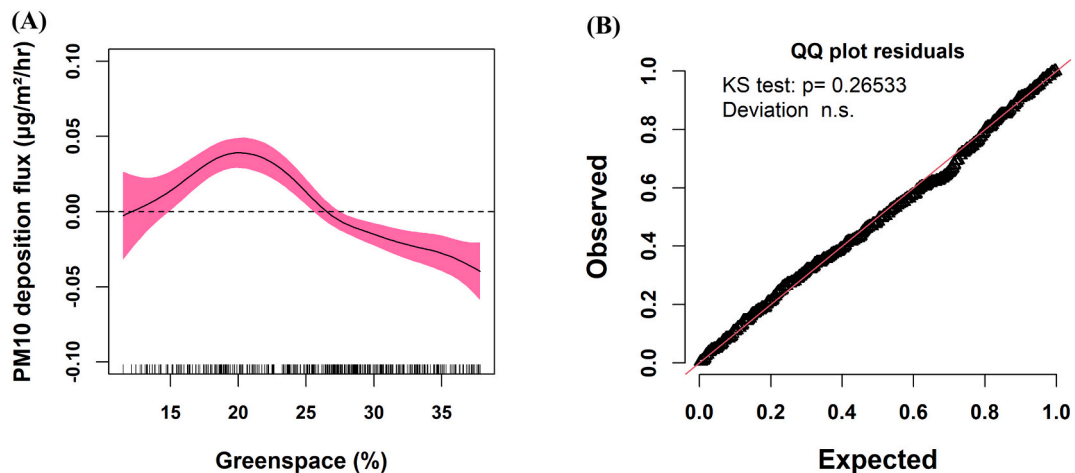 (A)
PM10 deposition flux (µg/m²/hr)
0.10
0.05
0.00
-0.05
-0.10
15 20 25 30 35
Greenspace (%)
(B)
QQ plot residuals
KS test: p= 0.26533
Deviation n.s.
Observed
1.0
0.8
0.6
0.4
0.2
0.0
0.0 0.2 0.4 0.6 0.8 1.0
Expected